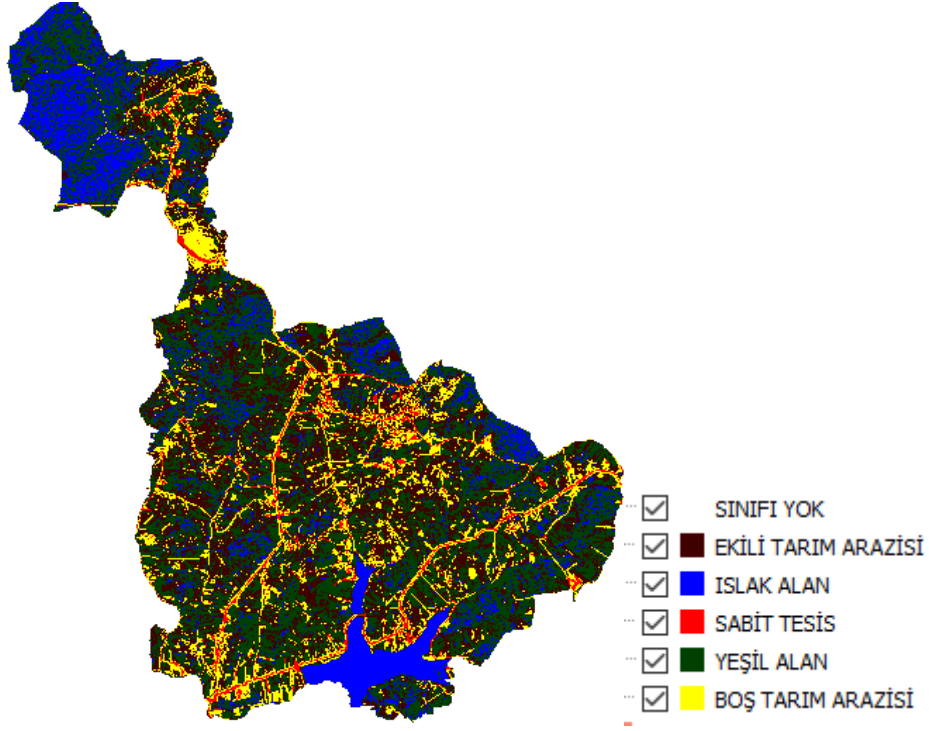 SINIFI YOK
EKİLİ TARIM ARAZİSİ
ISLAK ALAN
SABİT TESİS
YEŞİL ALAN
BOŞ TARIM ARAZİSİ